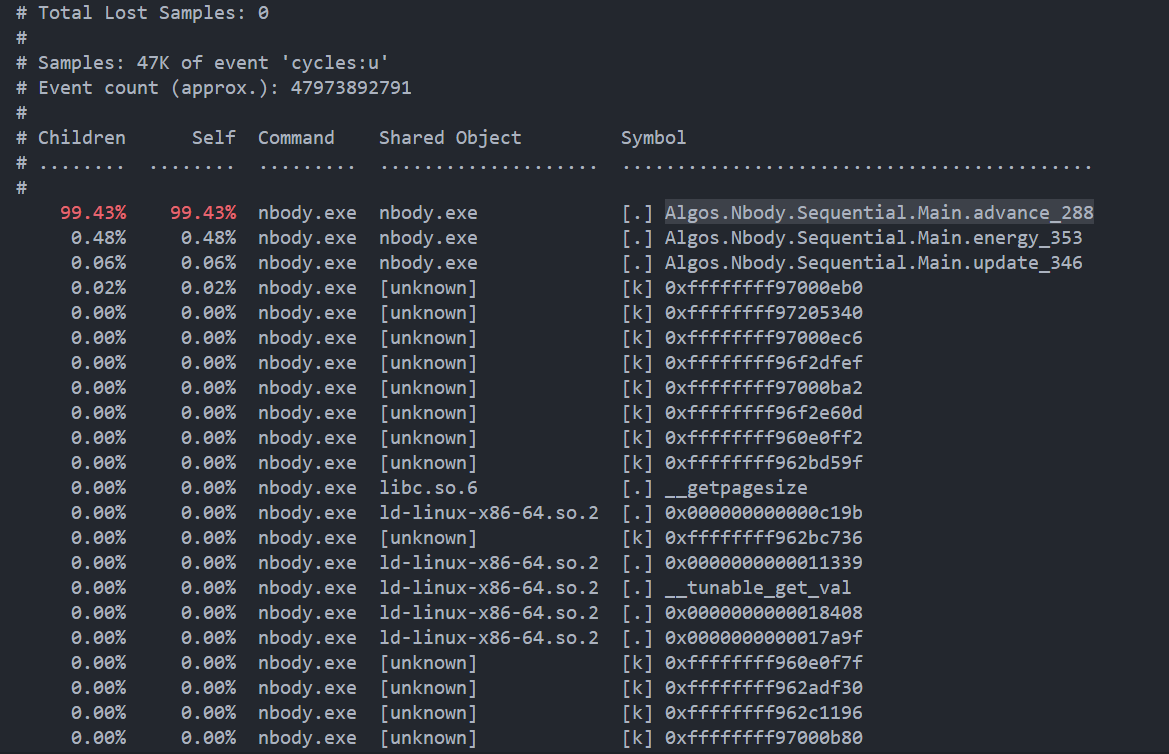 # Total Lost Samples: 0
#
# Samples: 47K of event 'cycles:u'
# Event count (approx.): 47973892791
#
# Children      Self  Command    Shared Object         Symbol
# ........  ........  .........  ....................  ...........................................
#
    99.43%    99.43%  nbody.exe  nbody.exe             [.] Algos.Nbody.Sequential.Main.advance_288
     0.48%     0.48%  nbody.exe  nbody.exe             [.] Algos.Nbody.Sequential.Main.energy_353
     0.06%     0.06%  nbody.exe  nbody.exe             [.] Algos.Nbody.Sequential.Main.update_346
     0.02%     0.02%  nbody.exe  [unknown]             [k] 0xffffffff97000eb0
     0.00%     0.00%  nbody.exe  [unknown]             [k] 0xffffffff97205340
     0.00%     0.00%  nbody.exe  [unknown]             [k] 0xffffffff97000ec6
     0.00%     0.00%  nbody.exe  [unknown]             [k] 0xffffffff96f2dfef
     0.00%     0.00%  nbody.exe  [unknown]             [k] 0xffffffff97000ba2
     0.00%     0.00%  nbody.exe  [unknown]             [k] 0xffffffff96f2e60d
     0.00%     0.00%  nbody.exe  [unknown]             [k] 0xffffffff960e0ff2
     0.00%     0.00%  nbody.exe  [unknown]             [k] 0xffffffff962bd59f
     0.00%     0.00%  nbody.exe  libc.so.6             [.] __getpagesize
     0.00%     0.00%  nbody.exe  ld-linux-x86-64.so.2  [.] 0x000000000000c19b
     0.00%     0.00%  nbody.exe  [unknown]             [k] 0xffffffff962bc736
     0.00%     0.00%  nbody.exe  ld-linux-x86-64.so.2  [.] 0x0000000000011339
     0.00%     0.00%  nbody.exe  ld-linux-x86-64.so.2  [.] __tunable_get_val
     0.00%     0.00%  nbody.exe  ld-linux-x86-64.so.2  [.] 0x0000000000018408
     0.00%     0.00%  nbody.exe  ld-linux-x86-64.so.2  [.] 0x0000000000017a9f
     0.00%     0.00%  nbody.exe  [unknown]             [k] 0xffffffff960e0f7f
     0.00%     0.00%  nbody.exe  [unknown]             [k] 0xffffffff962adf30
     0.00%     0.00%  nbody.exe  [unknown]             [k] 0xffffffff962c1196
     0.00%     0.00%  nbody.exe  [unknown]             [k] 0xffffffff97000b80